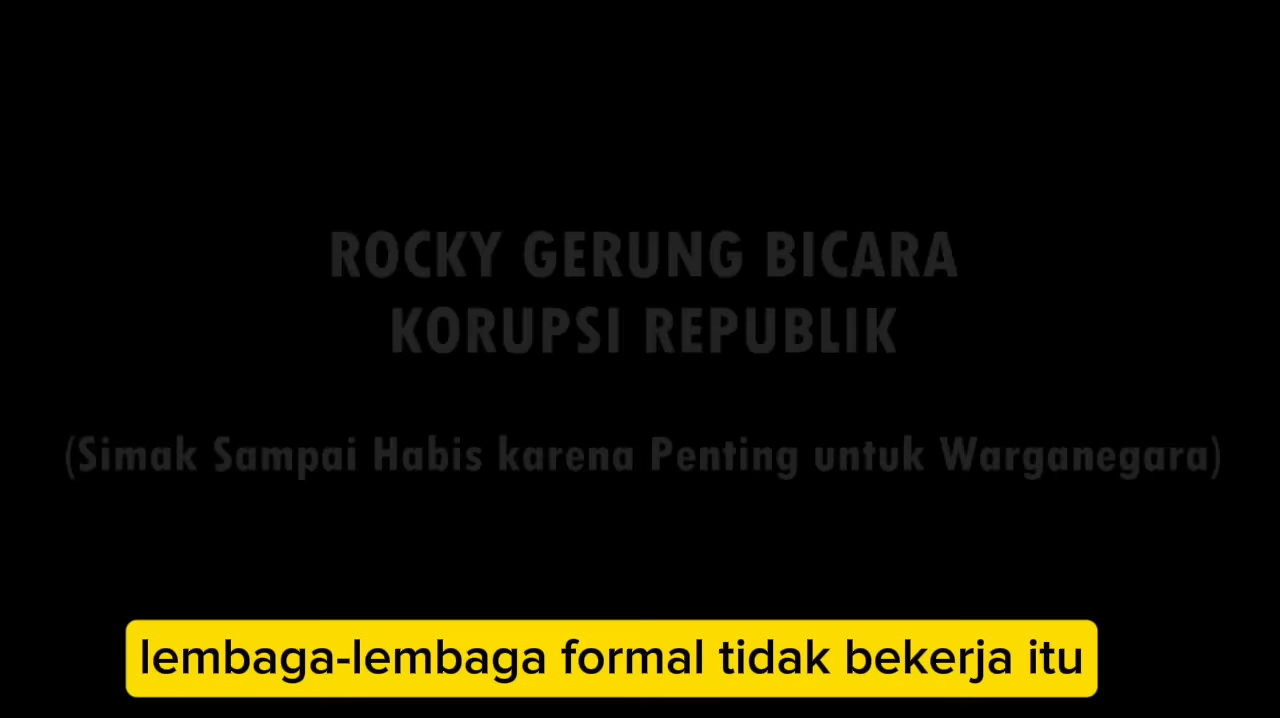 ROCKY GERUNG BICARA
KORUPSI REPUBLIK
(Simak Sampai Habis karena Penting untuk Warganegara)
lembaga-lembaga formal tidak bekerja itu